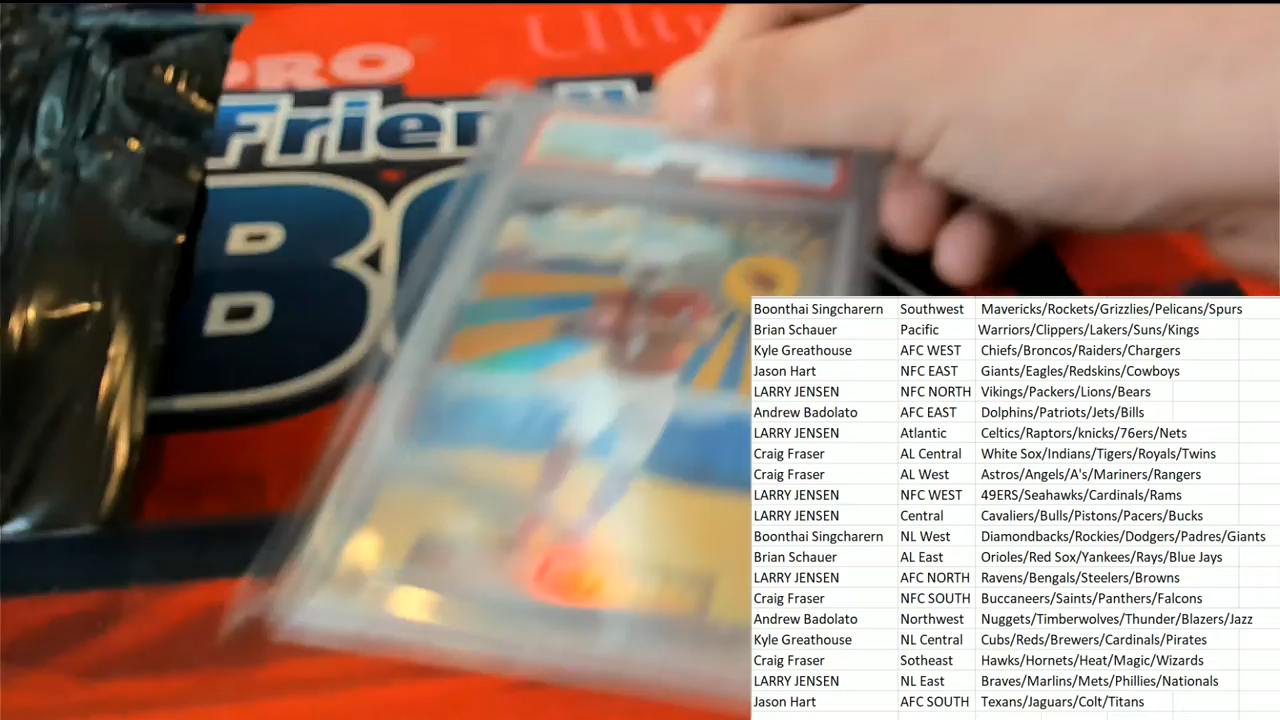 PRO
Ultr
Frien
B
Boonthai Singcharern Southwest Mavericks/Rockets/Grizzlies/Pelicans/Spurs
Brian Schauer Pacific Warriors/Clippers/Lakers/Suns/Kings
Kyle Greathouse AFC WEST Chiefs/Broncos/Raiders/Chargers
Jason Hart NFC EAST Giants/Eagles/Redskins/Cowboys
LARRY JENSEN NFC NORTH Vikings/Packers/Lions/Bears
Andrew Badolato AFC EAST Dolphins/Patriots/Jets/Bills
LARRY JENSEN Atlantic Celtics/Raptors/knicks/76ers/Nets
Craig Fraser AL Central White Sox/Indians/Tigers/Royals/Twins
Craig Fraser AL West Astros/Angels/A's/Mariners/Rangers
LARRY JENSEN NFC WEST 49ERS/Seahawks/Cardinals/Rams
LARRY JENSEN Central Cavaliers/Bulls/Pistons/Pacers/Bucks
Boonthai Singcharern NL West Diamondbacks/Rockies/Dodgers/Padres/Giants
Brian Schauer AL East Orioles/Red Sox/Yankees/Rays/Blue Jays
LARRY JENSEN AFC NORTH Ravens/Bengals/Steelers/Browns
Craig Fraser NFC SOUTH Buccaneers/Saints/Panthers/Falcons
Andrew Badolato Northwest Nuggets/Timberwolves/Thunder/Blazers/Jazz
Kyle Greathouse NL Central Cubs/Reds/Brewers/Cardinals/Pirates
Craig Fraser Sotheast Hawks/Hornets/Heat/Magic/Wizards
LARRY JENSEN NL East Braves/Marlins/Mets/Phillies/Nationals
Jason Hart AFC SOUTH Texans/Jaguars/Colt/Titans